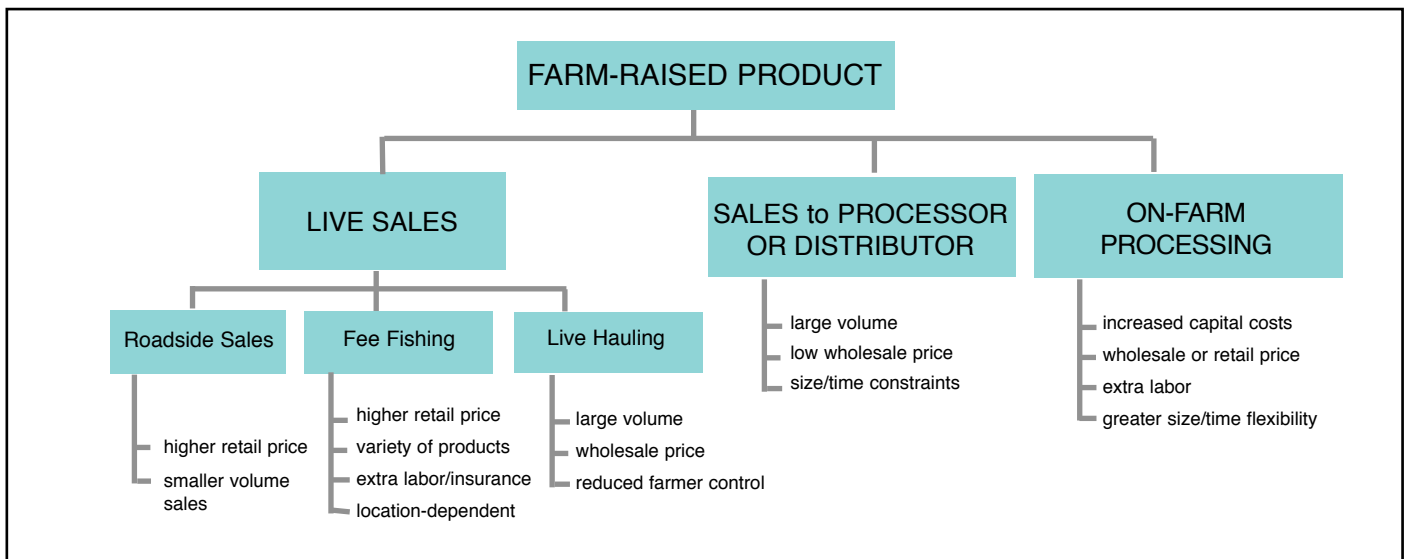 FARM-RAISED PRODUCT
LIVE SALES
SALES to PROCESSOR
OR DISTRIBUTOR
ON-FARM
PROCESSING
Roadside Sales
Fee Fishing
Live Hauling
higher retail price
smaller volume
sales
higher retail price
variety of products
extra labor/insurance
location-dependent
large volume
wholesale price
reduced farmer control
large volume
low wholesale price
size/time constraints
increased capital costs
wholesale or retail price
extra labor
greater size/time flexibility